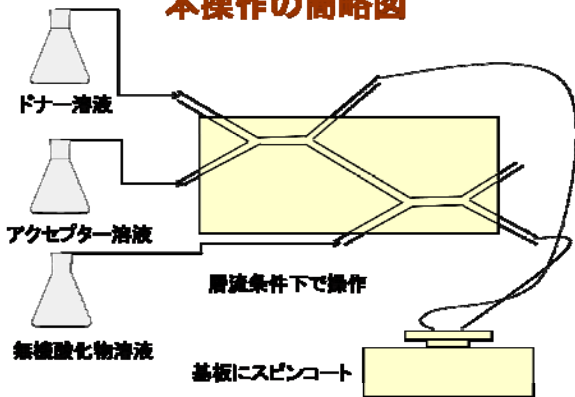 本操作の簡略図
ドナー溶液
アクセプター溶液
層流条件下で操作
無機酸化物溶液
基板にスピンコート